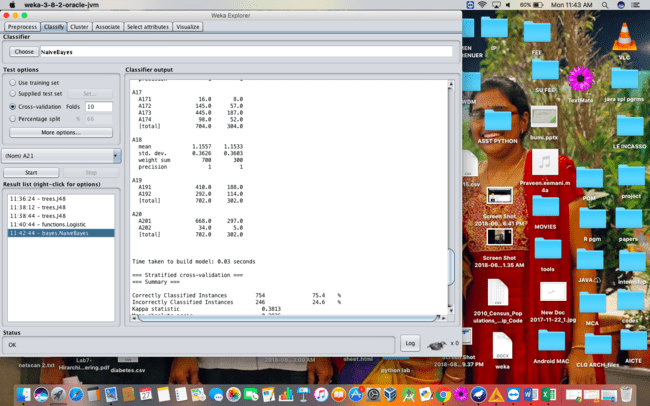 weka-3-8-2-oracle-jvm
60%
Mon 11:43 AM
Weka Explorer
Preprocess Classify Cluster Associate Select attributes Visualize
Classifier
Choose NaiveBayes
Test options
Use training set
Supplied test set Set...
Cross-validation Folds 10
Percentage split % 66
More options...
(Nom) A21
Start Stop
Result list (right-click for options)
11:36:24 - trees.J48
11:38:12 - trees.J48
11:38:44 - trees.J48
11:40:44 - functions.Logistic
11:42:44 - bayes.NaiveBayes
Classifier output
A17
A171 16.0 8.0
A172 145.0 57.0
A173 445.0 187.0
A174 98.0 52.0
[total] 704.0 304.0
A18
mean 1.1557 1.1533
std. dev. 0.3626 0.3603
weight sum 700 300
precision 1 1
A19
A191 410.0 188.0
A192 292.0 114.0
[total] 702.0 302.0
A20
A201 668.0 297.0
A202 34.0 5.0
[total] 702.0 302.0
Time taken to build model: 0.03 seconds
=== Stratified cross-validation ===
=== Summary ===
Correctly Classified Instances 754 75.4 %
Incorrectly Classified Instances 246 24.6 %
Kappa statistic 0.3813
Status
OK
Log
x 0
VLC
FEE
SU FEE
TextMate
java spl pgrms
ASST PYTHON
bumi.pptx
LE INCASSO
Praveen.eemani.m4a
Screen Shot
2018-06...6.41 PM
MOVIES
PDM
project
R pgm
papers
Screen Shot
2018-06...1.35 AM
tools
JAVA
2010_Census_Populations_...ip_Code
New Doc
2017-11-22_1.jpg
MCA
codes
weka
Android MAC
CLG ARCH_files
AICTE
netscan 2.txt
diabetes.csv
python lab